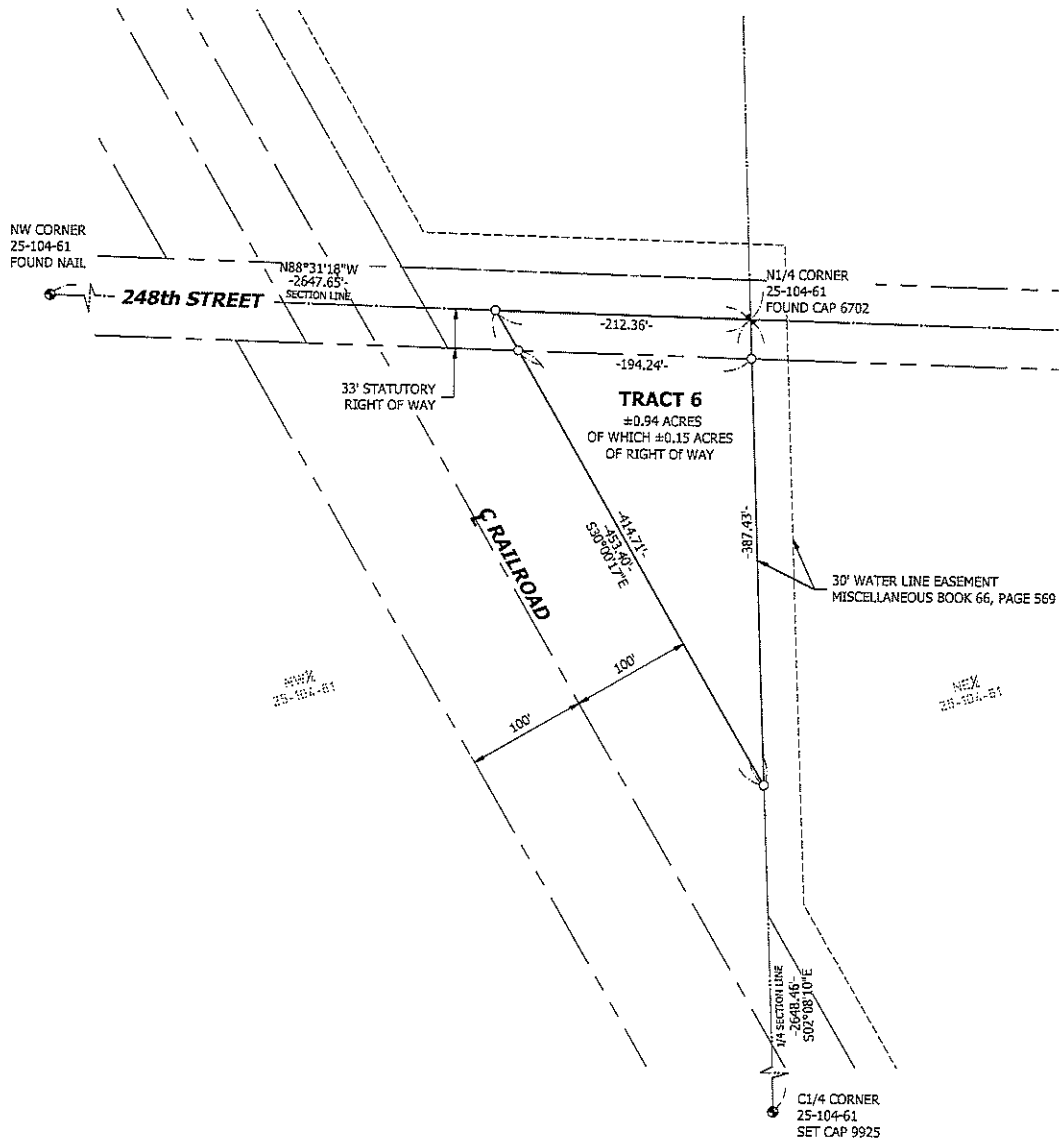 NW CORNER
25-104-61
FOUND NAIL
N88°31'18"W
-2647.65'-
SECTION LINE
248th STREET
N1/4 CORNER
25-104-61
FOUND CAP 6702
-212.36'-
-194.24'-
33' STATUTORY
RIGHT OF WAY
TRACT 6
±0.94 ACRES
OF WHICH ±0.15 ACRES
OF RIGHT OF WAY
-414.71'-
-453.40'-
S30°00'17"E
-387.43'-
℄ RAILROAD
30' WATER LINE EASEMENT
MISCELLANEOUS BOOK 66, PAGE 569
100'
100'
NW¼
25-104-61
NE¼
25-104-61
1/4 SECTION LINE
-2648.46'-
S02°08'10"E
C1/4 CORNER
25-104-61
SET CAP 9925